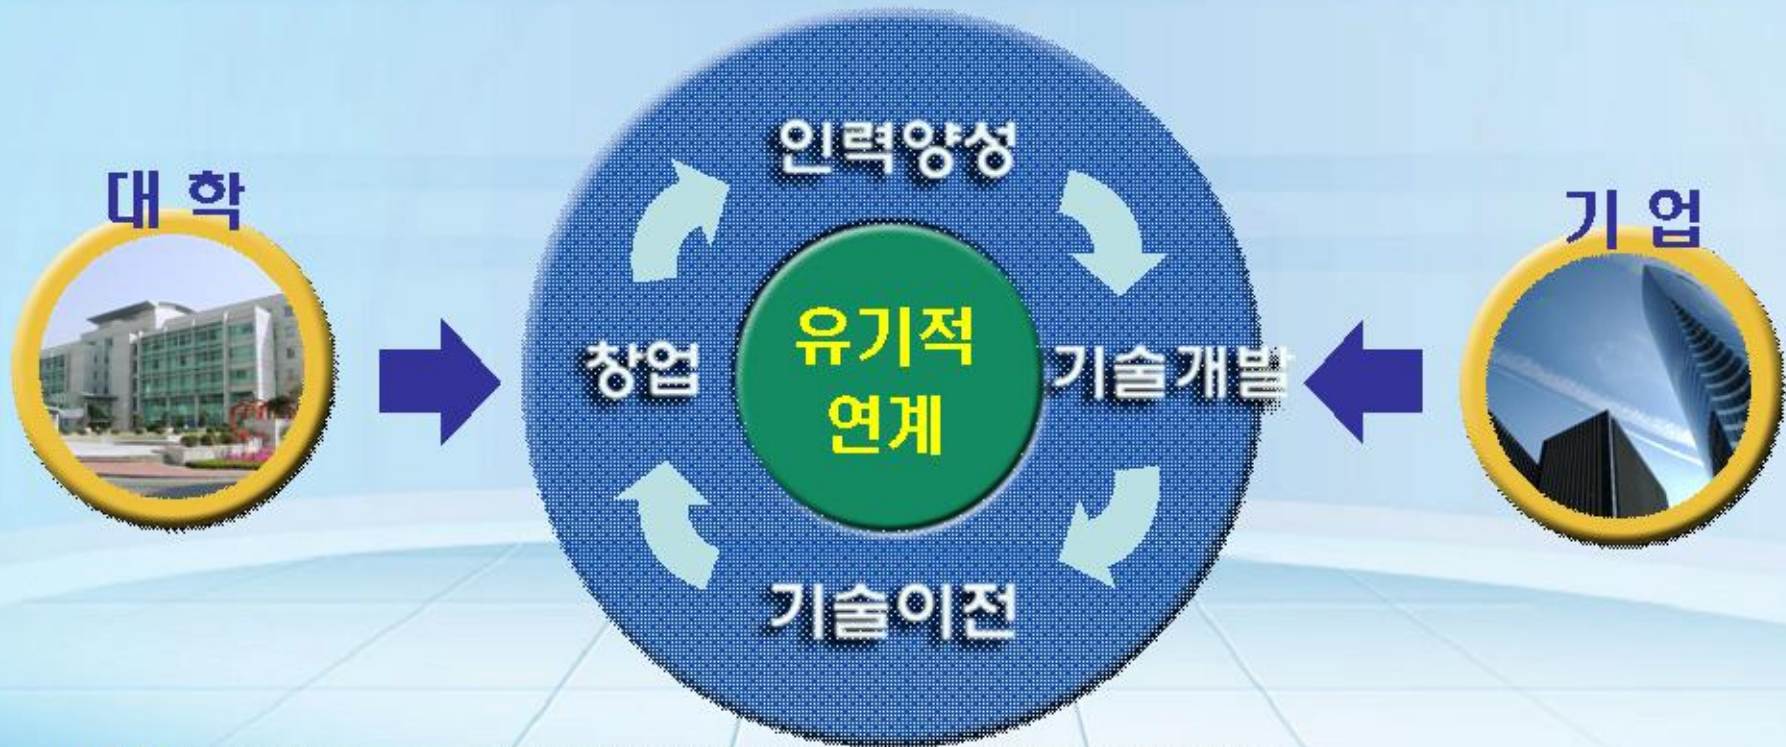 인력양성
대 학
기 업
창업
유기적
연계
기술개발
기술이전